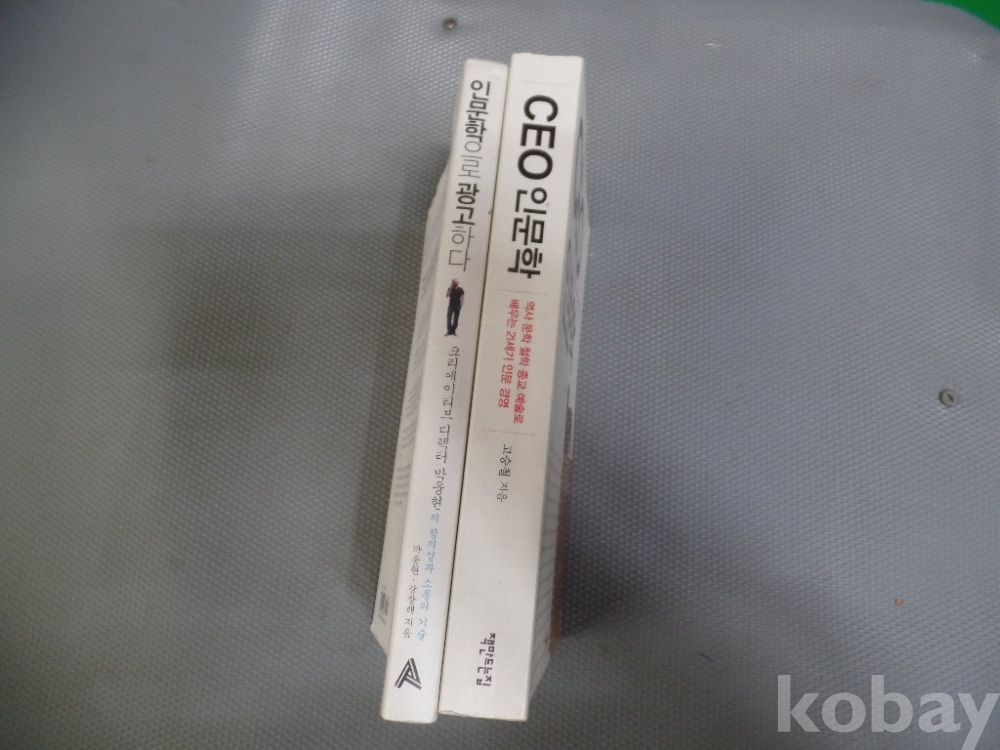 인문학으로 광고하다
크리에이티브 디렉터 박웅현의 창의성과 소통의 기술
박웅현·강창래 지음
CEO 인문학
역사 문학 철학 종교 예술로
배우는 21세기 인문 경영
고승철 지음
책만드는집
kobay